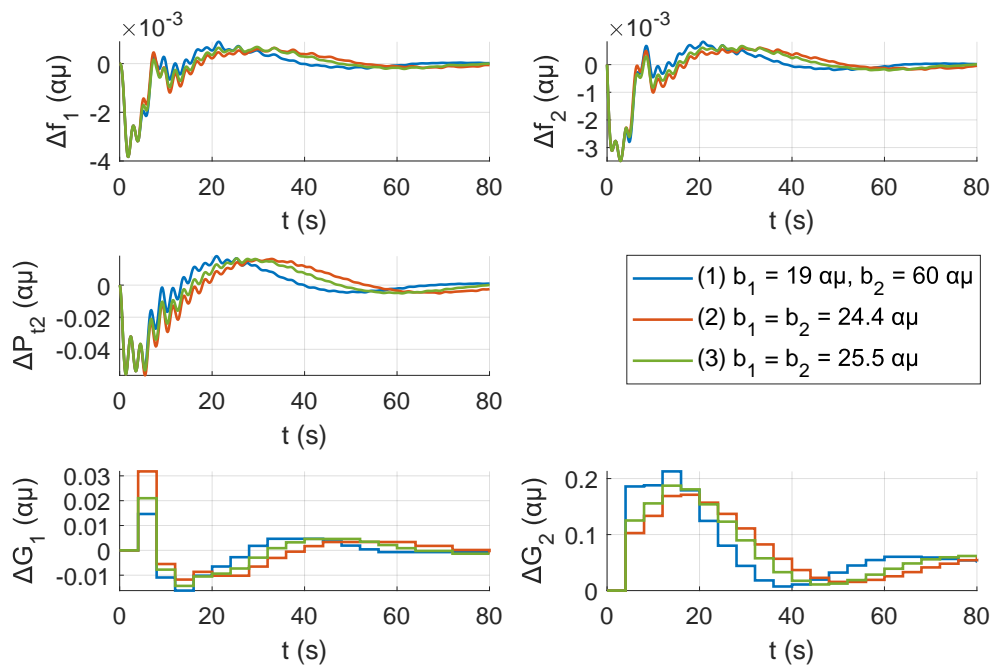 ×10⁻³
Δf₁ (αμ)
0
-2
-4
0 20 40 60 80
t (s)
×10⁻³
Δf₂ (αμ)
0
-1
-2
-3
0 20 40 60 80
t (s)
ΔPₜ₂ (αμ)
0
-0.02
-0.04
0 20 40 60 80
t (s)
(1) b₁ = 19 αμ, b₂ = 60 αμ
(2) b₁ = b₂ = 24.4 αμ
(3) b₁ = b₂ = 25.5 αμ
ΔG₁ (αμ)
0.03
0.02
0.01
0
-0.01
0 20 40 60 80
t (s)
ΔG₂ (αμ)
0.2
0.1
0
0 20 40 60 80
t (s)